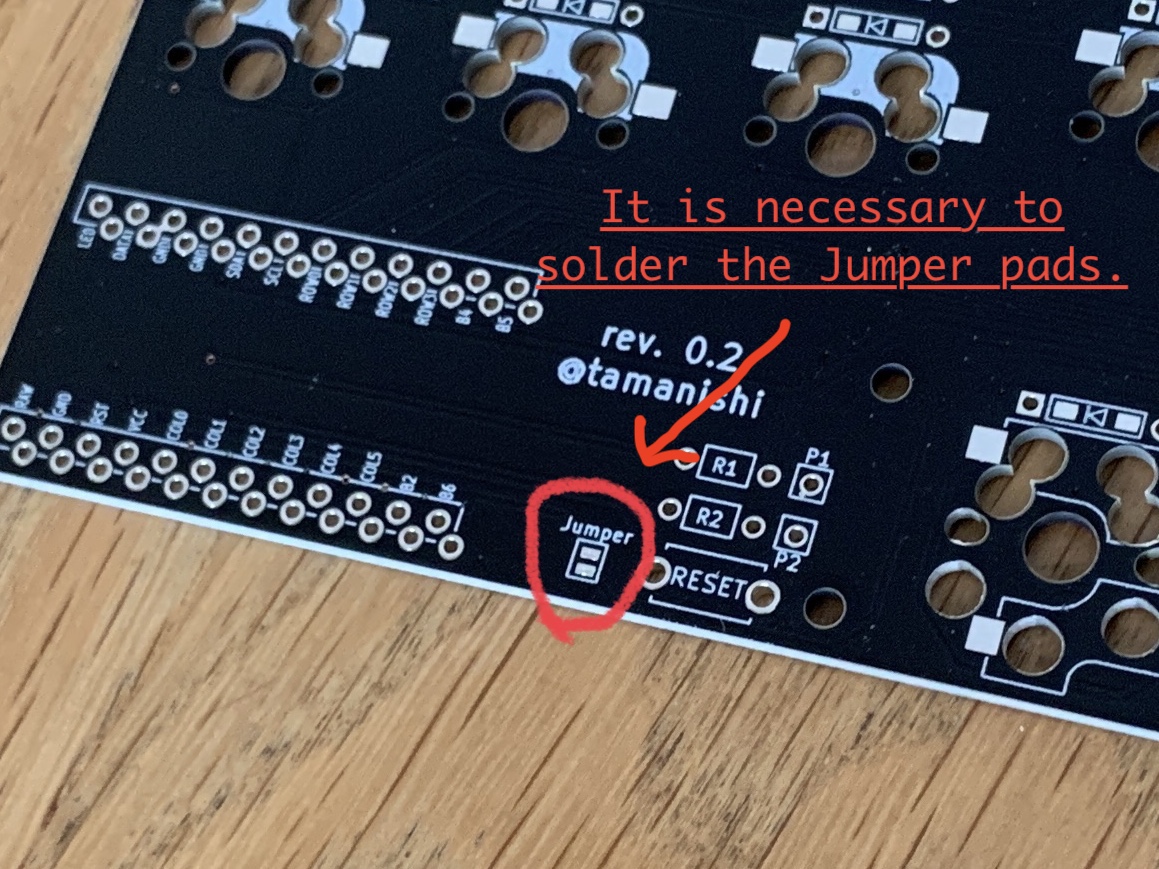 It is necessary to
solder the Jumper pads.
LED
DATA
GND
GND
SDA
SCL
ROW0
ROW1
ROW2
ROW3
B4
B5
rev. 0.2
@tamanishi
RAW
GND
RST
VCC
COL0
COL1
COL2
COL3
COL4
COL5
B2
B6
R1
P1
R2
P2
Jumper
RESET